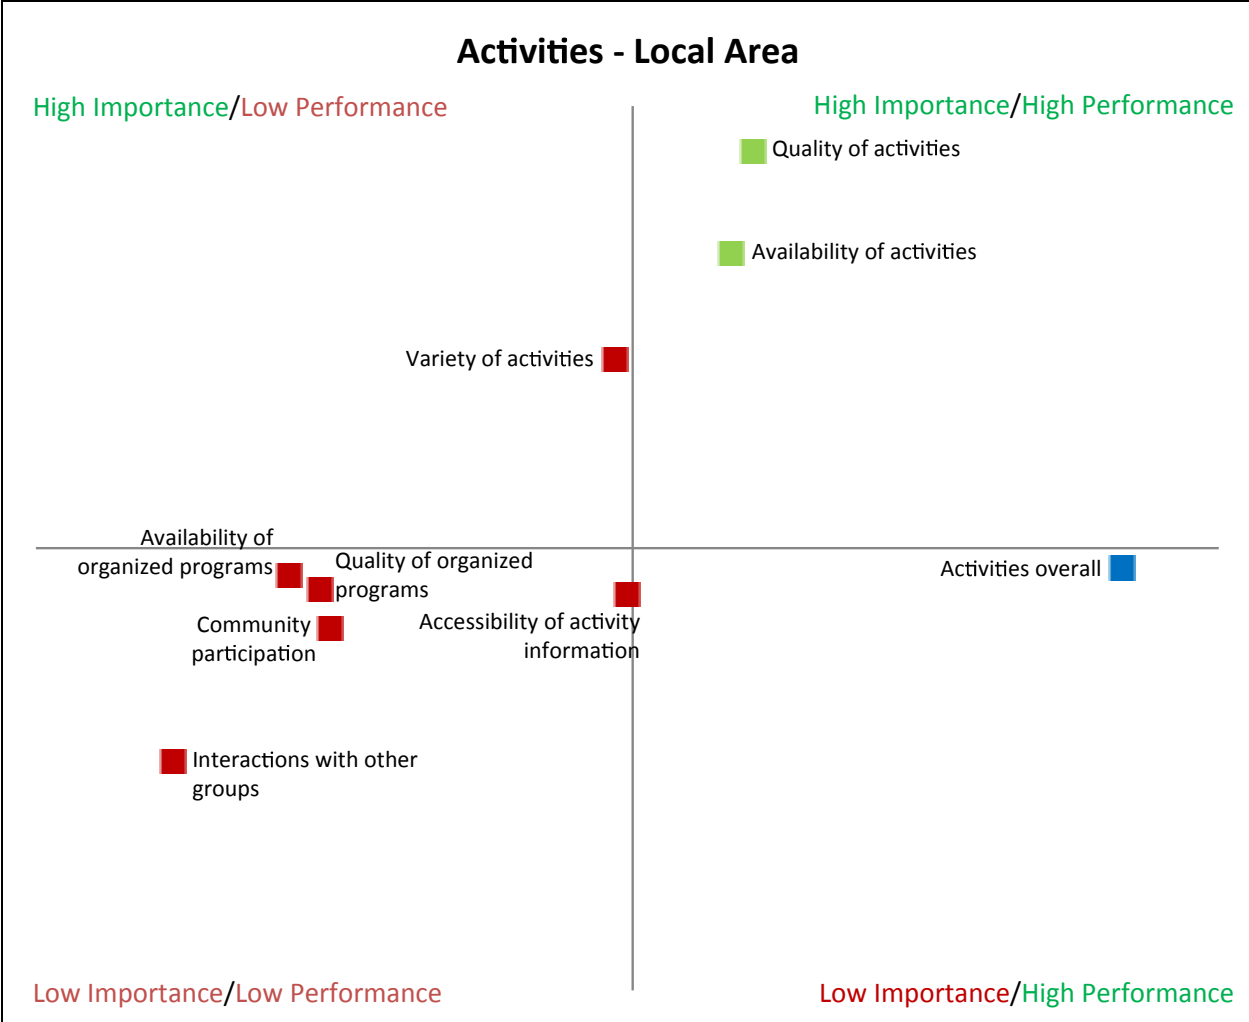 Activities - Local Area
High Importance/Low Performance
High Importance/High Performance
Quality of activities
Availability of activities
Variety of activities
Availability of
organized programs
Quality of organized
programs
Activities overall
Community
participation
Accessibility of activity
information
Interactions with other
groups
Low Importance/Low Performance
Low Importance/High Performance